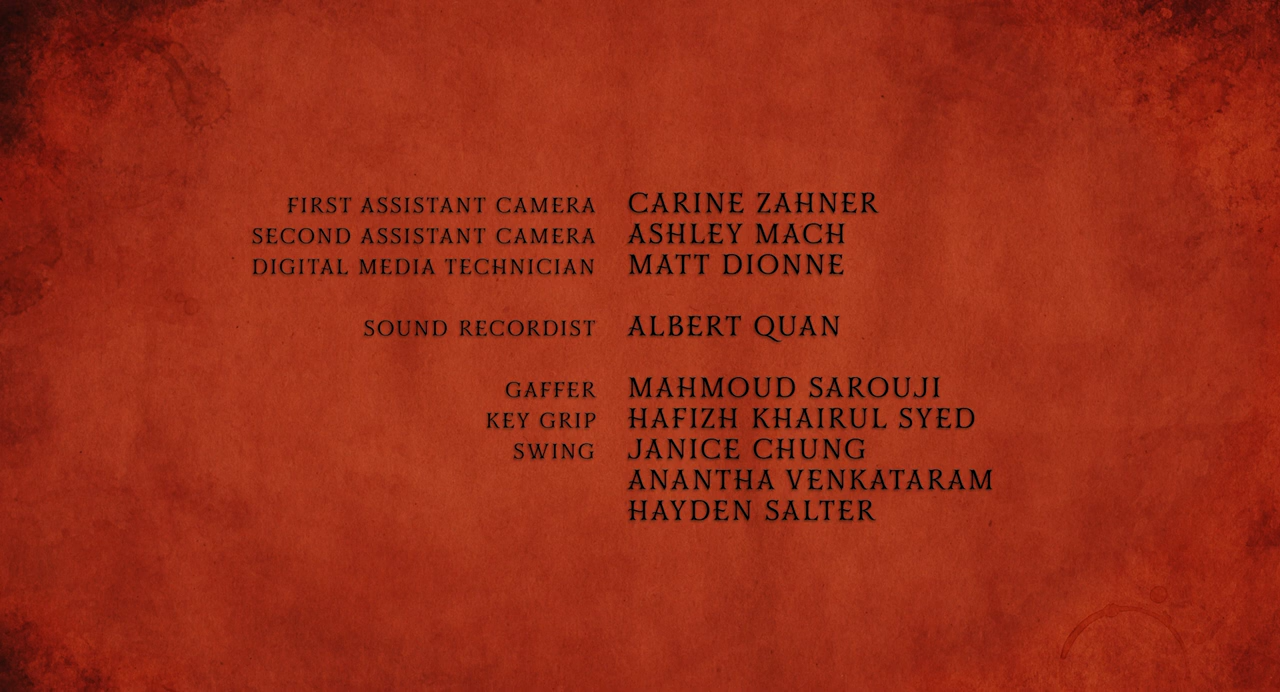 FIRST ASSISTANT CAMERA CARINE ZAHNER
SECOND ASSISTANT CAMERA ASHLEY MACH
DIGITAL MEDIA TECHNICIAN MATT DIONNE
SOUND RECORDIST ALBERT QUAN
GAFFER MAHMOUD SAROUJI
KEY GRIP HAFIZH KHAIRUL SYED
SWING JANICE CHUNG
ANANTHA VENKATARAM
HAYDEN SALTER